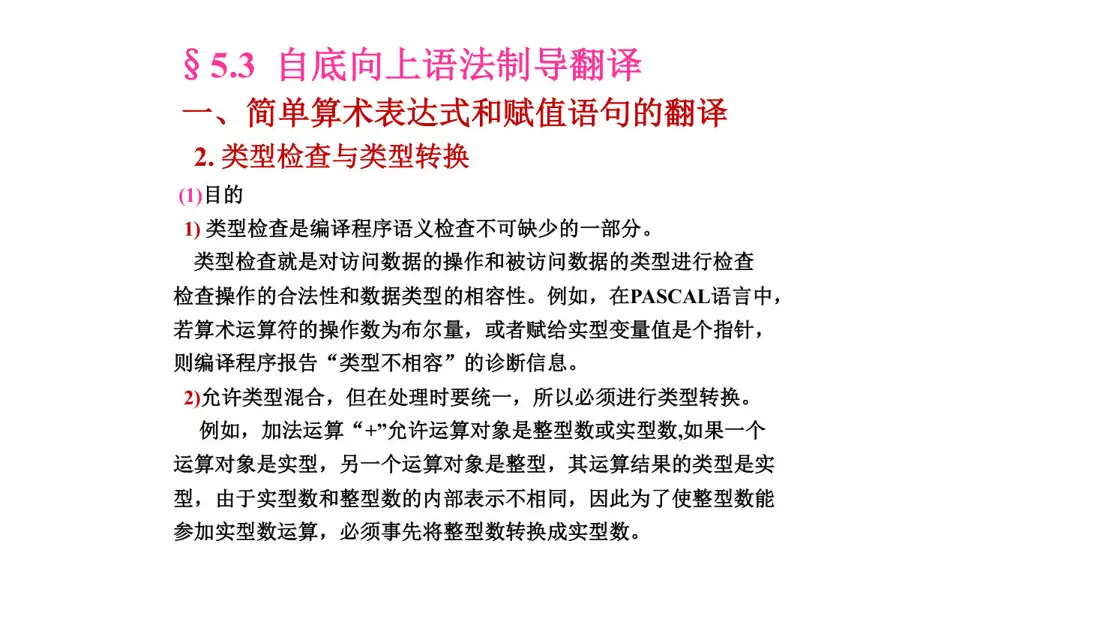 §5.3 自底向上语法制导翻译
一、简单算术表达式和赋值语句的翻译
2. 类型检查与类型转换
(1)目的
1) 类型检查是编译程序语义检查不可缺少的一部分。
类型检查就是对访问数据的操作和被访问数据的类型进行检查
检查操作的合法性和数据类型的相容性。例如，在PASCAL语言中，
若算术运算符的操作数为布尔量，或者赋给实型变量值是个指针，
则编译程序报告“类型不相容”的诊断信息。
2)允许类型混合，但在处理时要统一，所以必须进行类型转换。
例如，加法运算“+”允许运算对象是整型数或实型数,如果一个
运算对象是实型，另一个运算对象是整型，其运算结果的类型是实
型，由于实型数和整型数的内部表示不相同，因此为了使整型数能
参加实型数运算，必须事先将整型数转换成实型数。